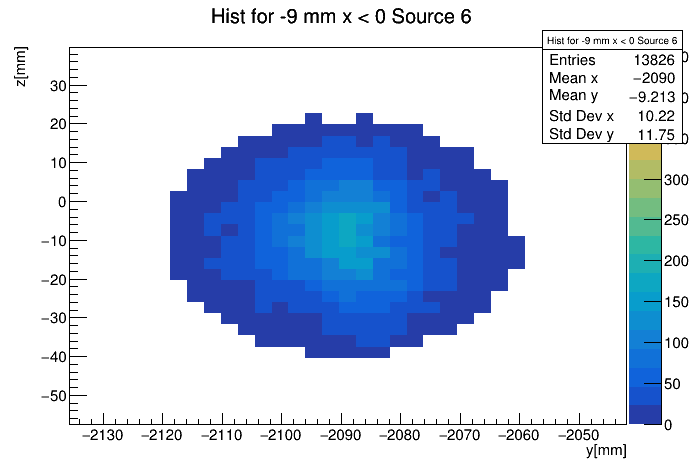 Hist for -9 mm x < 0 Source 6
z[mm]
Hist for -9 mm x < 0 Source 6
Entries 13826
Mean x −2090
Mean y −9.213
Std Dev x 10.22
Std Dev y 11.75
30
20
10
0
−10
−20
−30
−40
−50
300
250
200
150
100
50
0
−2130 −2120 −2110 −2100 −2090 −2080 −2070 −2060 −2050
y[mm]